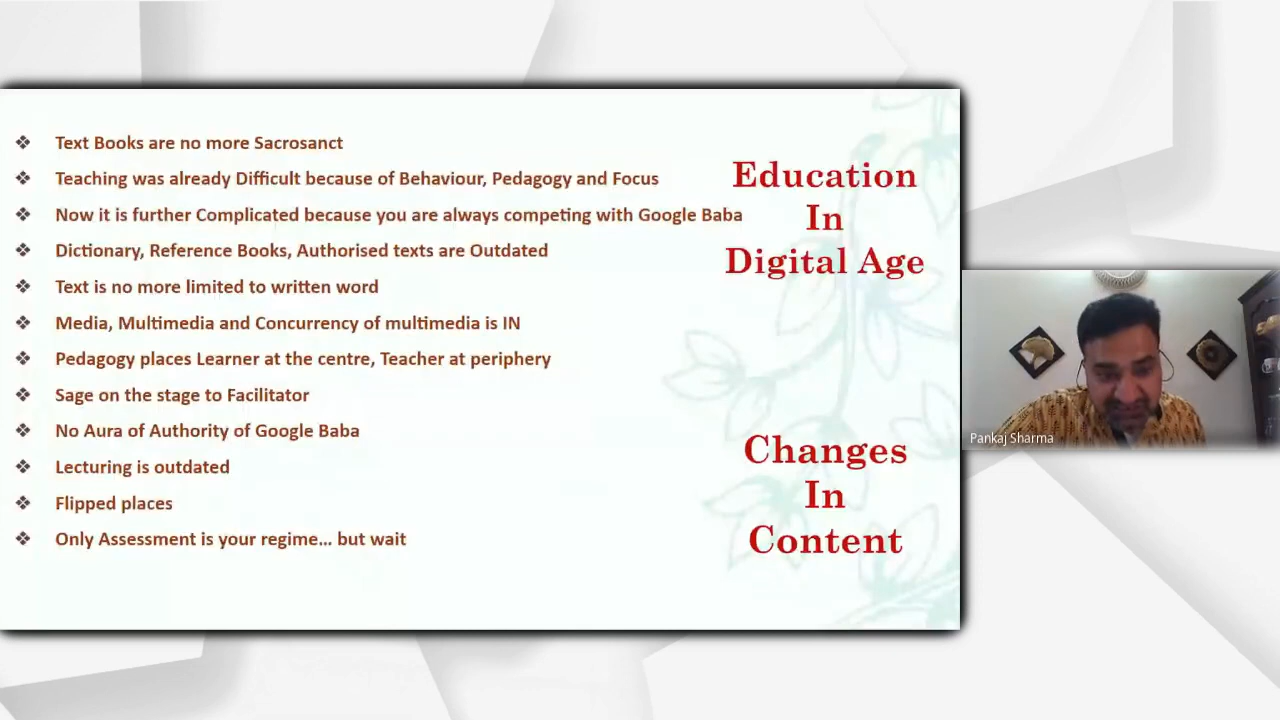 Text Books are no more Sacrosanct
Teaching was already Difficult because of Behaviour, Pedagogy and Focus
Now it is further Complicated because you are always competing with Google Baba
Dictionary, Reference Books, Authorised texts are Outdated
Text is no more limited to written word
Media, Multimedia and Concurrency of multimedia is IN
Pedagogy places Learner at the centre, Teacher at periphery
Sage on the stage to Facilitator
No Aura of Authority of Google Baba
Lecturing is outdated
Flipped places
Only Assessment is your regime... but wait
Education
In
Digital Age
Changes
In
Content
Pankaj Sharma